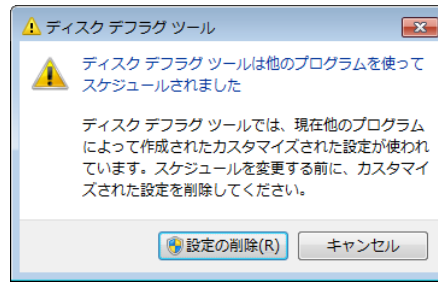 ディスク デフラグ ツール
ディスク デフラグ ツールは他のプログラムを使って
スケジュールされました
ディスク デフラグ ツールでは、現在他のプログラム
によって作成されたカスタマイズされた設定が使われ
ています。スケジュールを変更する前に、カスタマイ
ズされた設定を削除してください。
設定の削除(R)
キャンセル